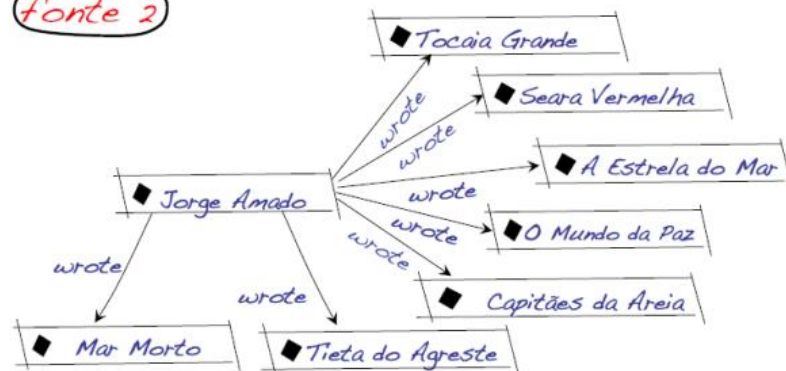 fonte 2
Tocaia Grande
wrote
Seara Vermelha
wrote
A Estrela do Mar
wrote
Jorge Amado
wrote
O Mundo da Paz
wrote
Capitães da Areia
wrote
wrote
Mar Morto
Tieta do Agreste